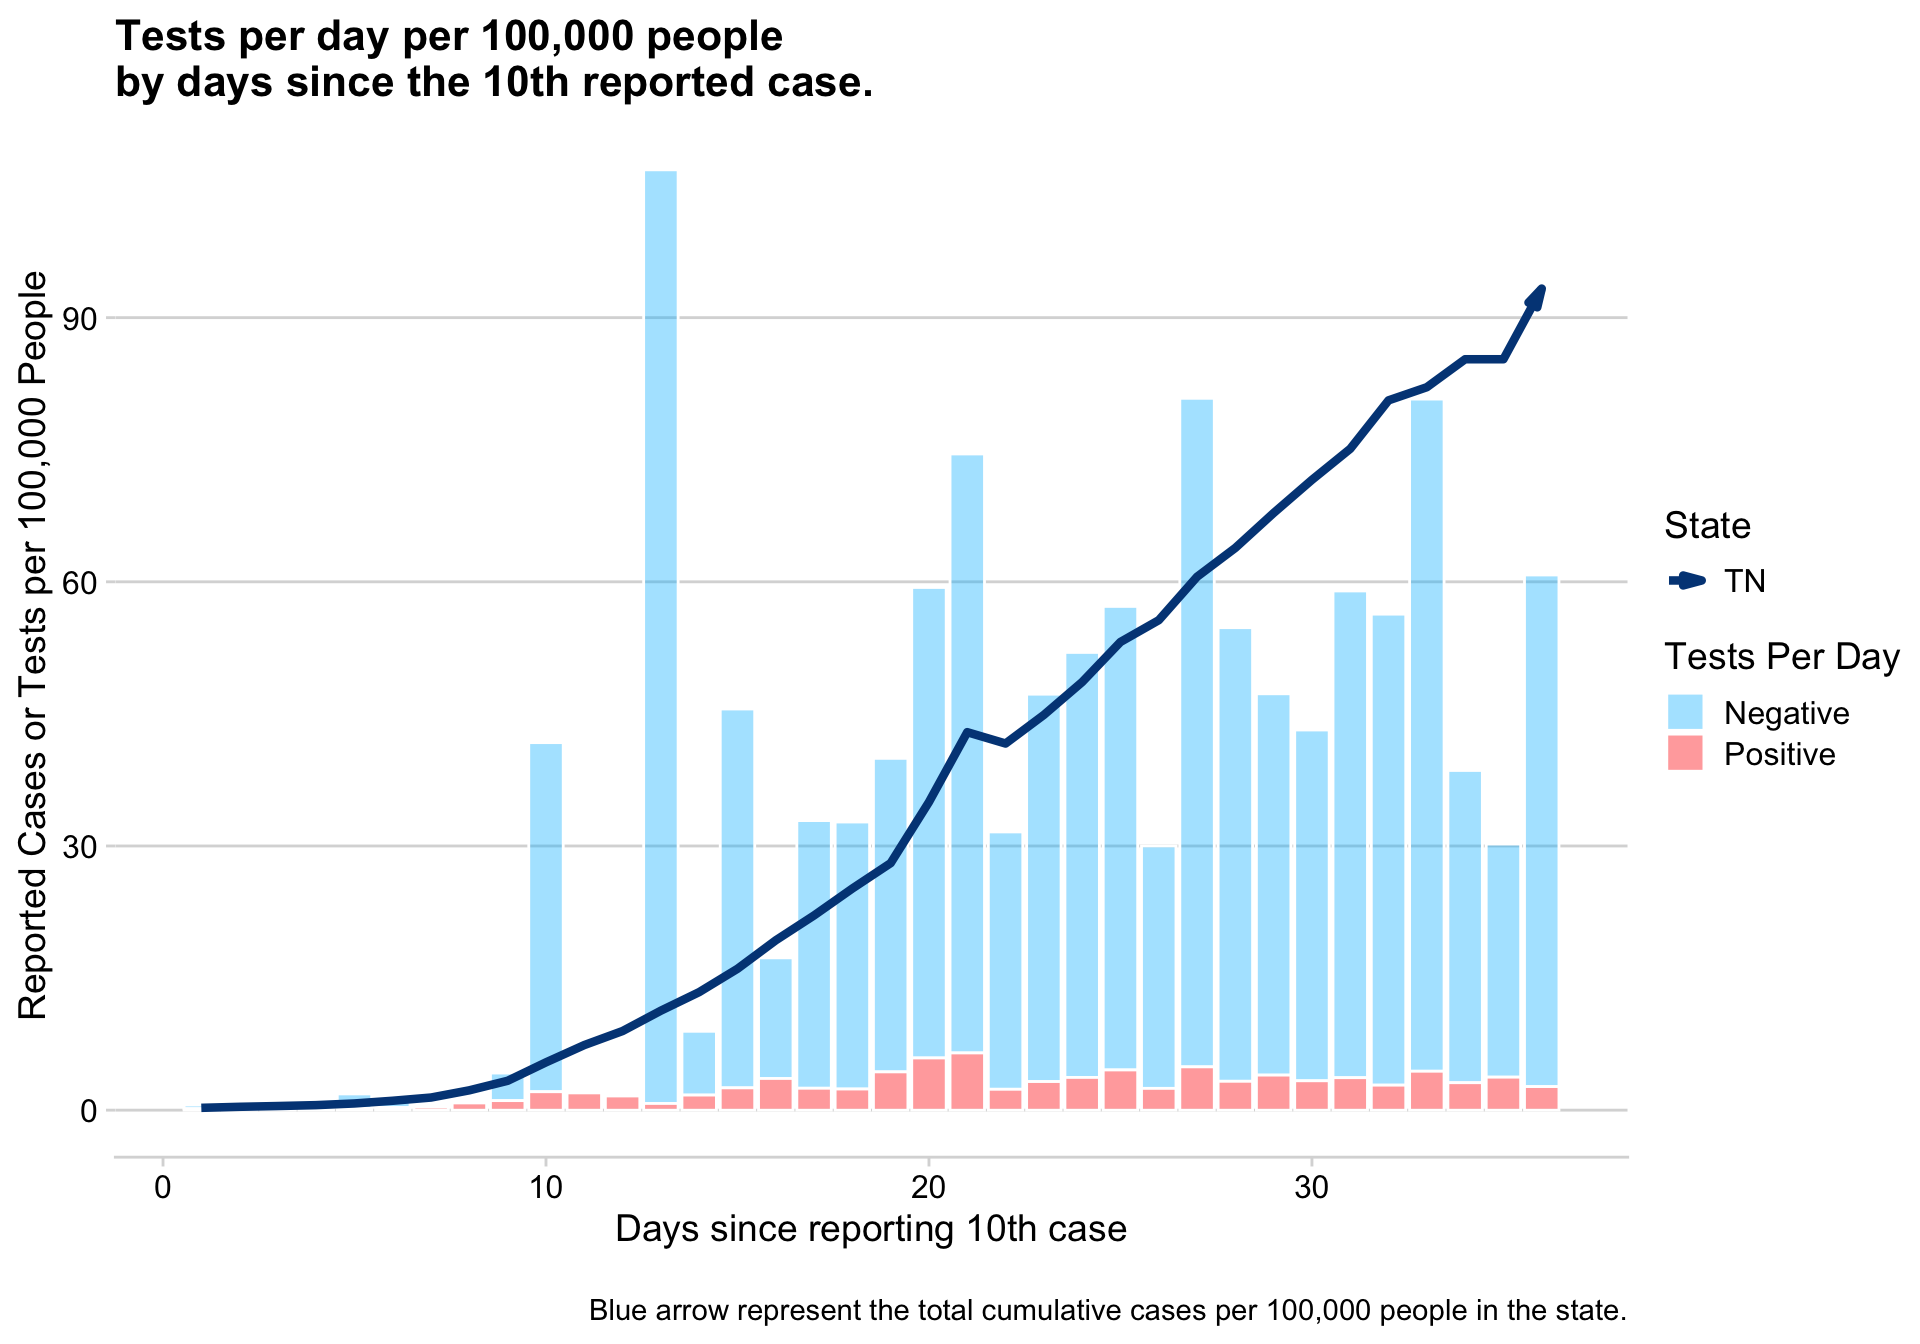 Tests per day per 100,000 people
by days since the 10th reported case.
Reported Cases or Tests per 100,000 People
90
60
30
0
0
10
20
30
Days since reporting 10th case
State
TN
Tests Per Day
Negative
Positive
Blue arrow represent the total cumulative cases per 100,000 people in the state.